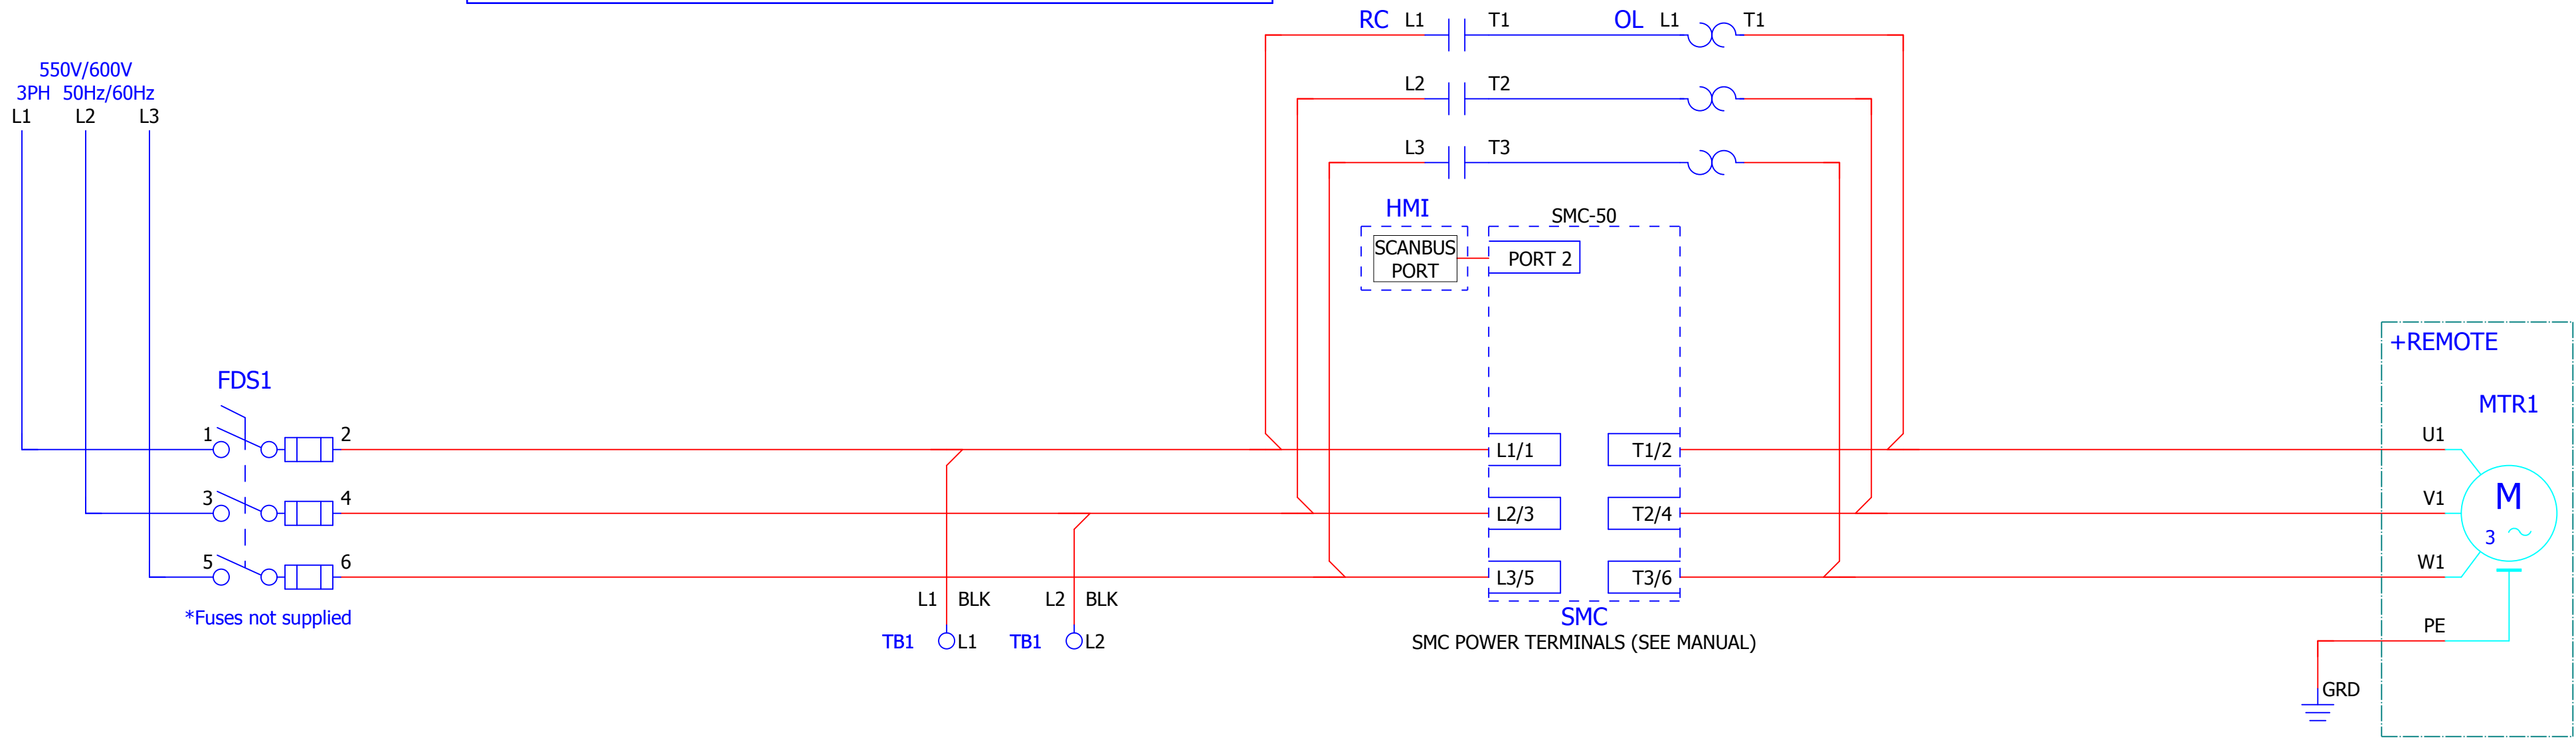 RC L1 T1 OL L1 T1
550V/600V
3PH 50Hz/60Hz
L1 L2 L3
L2 T2
L3 T3
HMI
SCANBUS
PORT
SMC-50
PORT 2
+REMOTE
MTR1
FDS1
1 2
3 4
5 6
*Fuses not supplied
L1 BLK
L2 BLK
TB1 L1
TB1 L2
L1/1 T1/2
L2/3 T2/4
L3/5 T3/6
SMC
SMC POWER TERMINALS (SEE MANUAL)
U1
V1
W1
M
3
PE
GRD